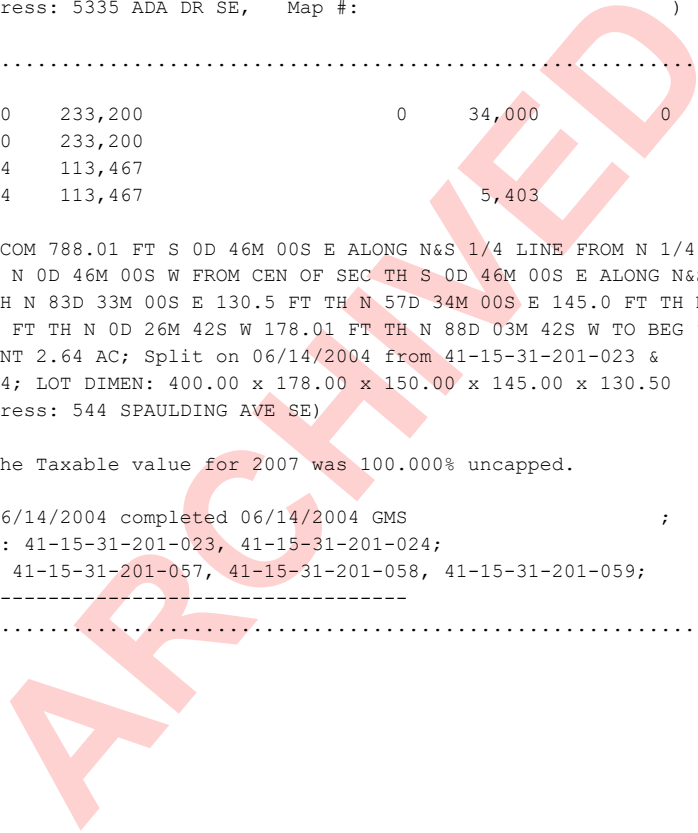 ress: 5335 ADA DR SE, Map #: )
..........................................................
0 233,200 0 34,000 0
0 233,200
4 113,467
4 113,467 5,403
COM 788.01 FT S 0D 46M 00S E ALONG N&S 1/4 LINE FROM N 1/4
N 0D 46M 00S W FROM CEN OF SEC TH S 0D 46M 00S E ALONG N&S
H N 83D 33M 00S E 130.5 FT TH N 57D 34M 00S E 145.0 FT TH
FT TH N 0D 26M 42S W 178.01 FT TH N 88D 03M 42S W TO BEG
NT 2.64 AC; Split on 06/14/2004 from 41-15-31-201-023 &
4; LOT DIMEN: 400.00 x 178.00 x 150.00 x 145.00 x 130.50
ress: 544 SPAULDING AVE SE)
he Taxable value for 2007 was 100.000% uncapped.
6/14/2004 completed 06/14/2004 GMS ;
: 41-15-31-201-023, 41-15-31-201-024;
41-15-31-201-057, 41-15-31-201-058, 41-15-31-201-059;
----------------------------------
..........................................................
ARCHIVED